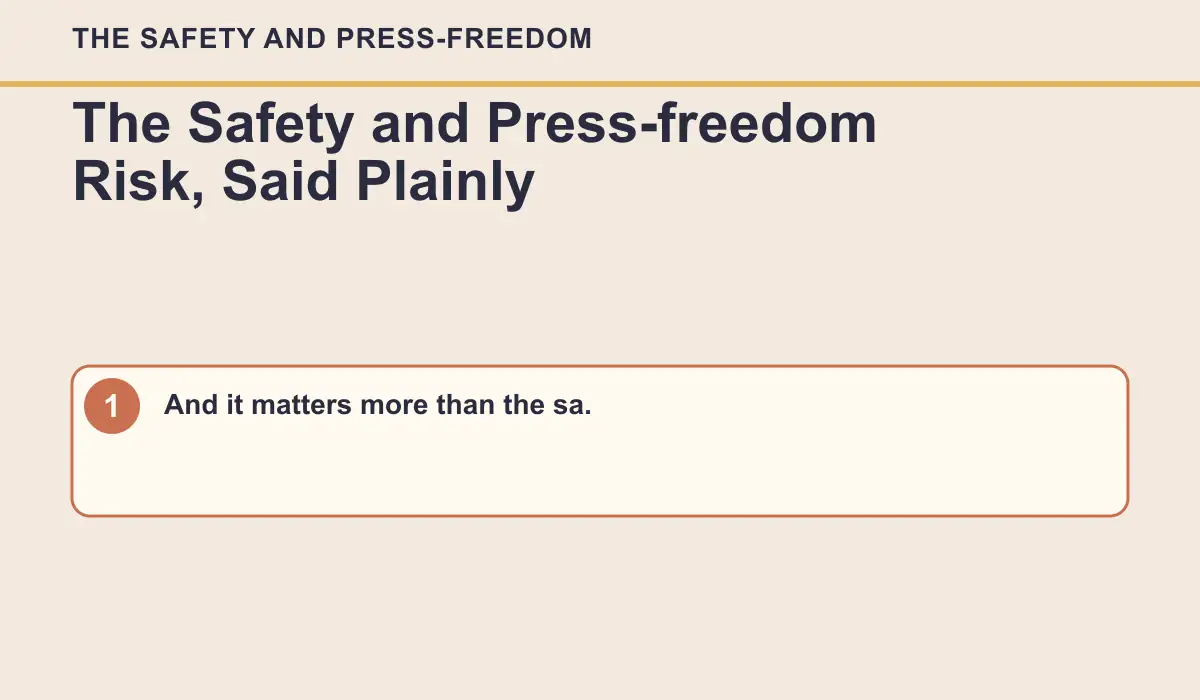 THE SAFETY AND PRESS-FREEDOM
The Safety and Press-freedom
Risk, Said Plainly
1
And it matters more than the sa.